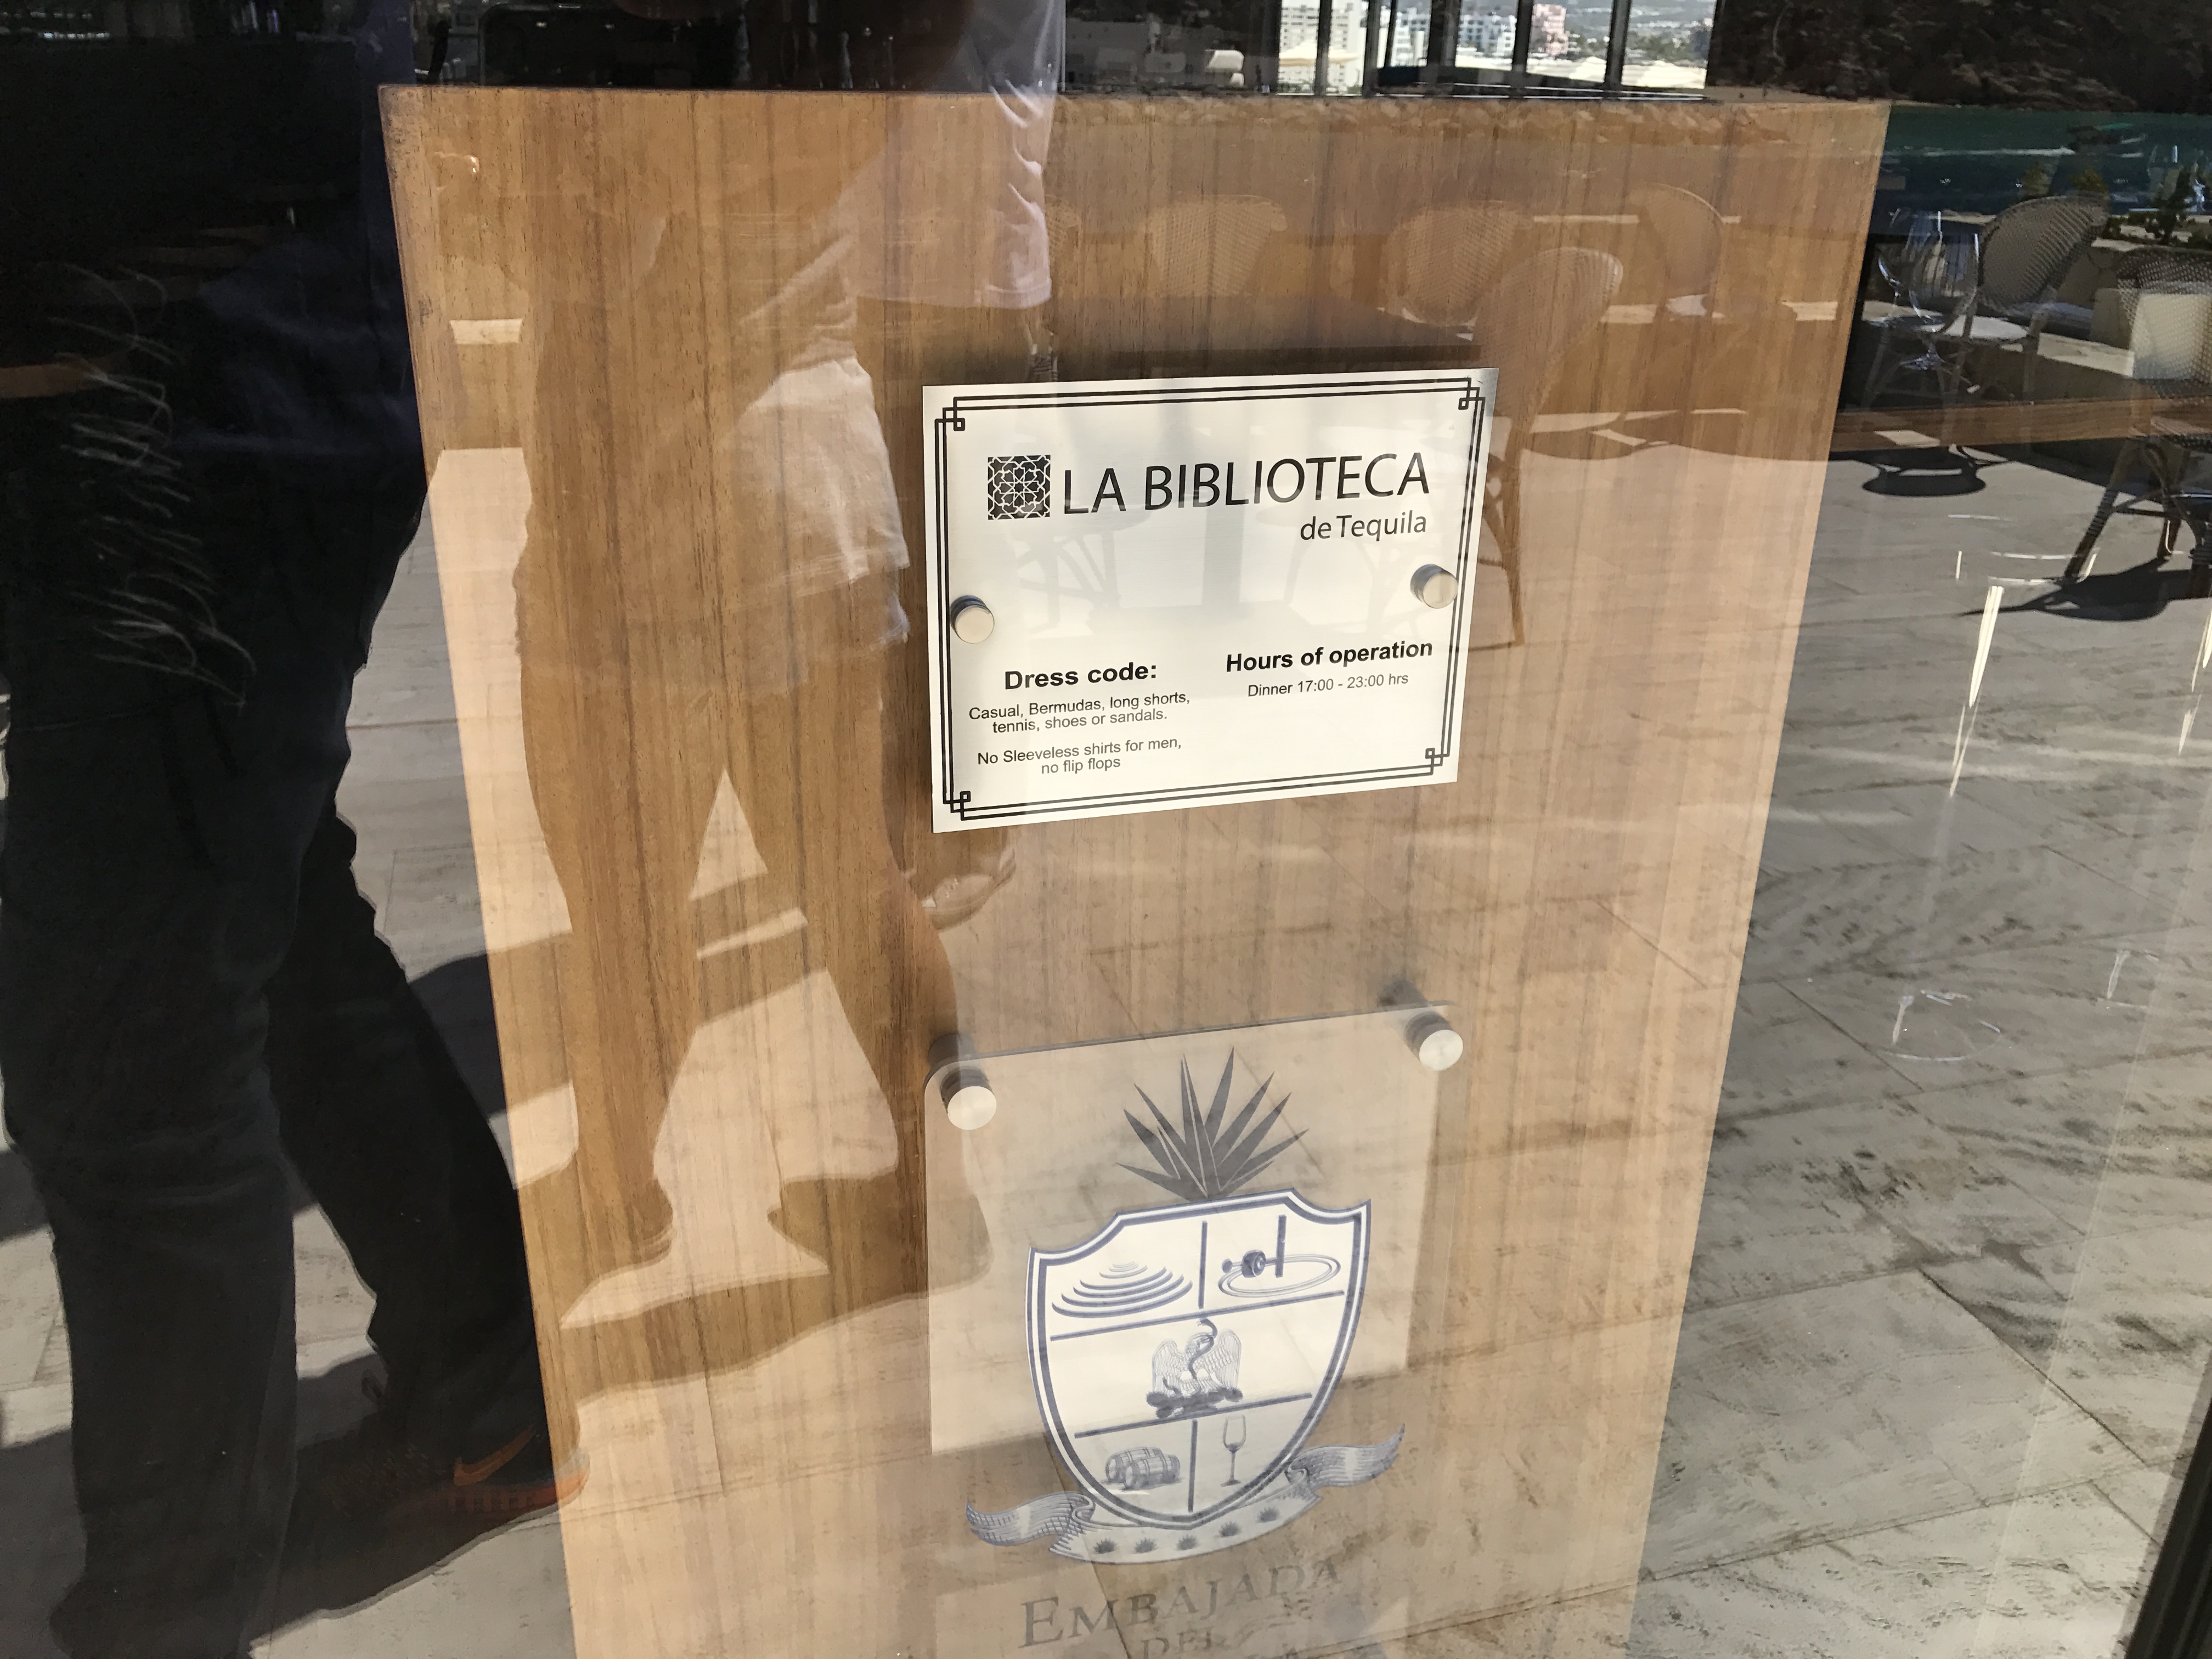 LA BIBLIOTECA
de Tequila
Dress code:
Casual, Bermudas, long shorts,
tennis, shoes or sandals.
No Sleeveless shirts for men,
no flip flops
Hours of operation
Dinner 17:00 - 23:00 hrs
EMBAJADA
DEL